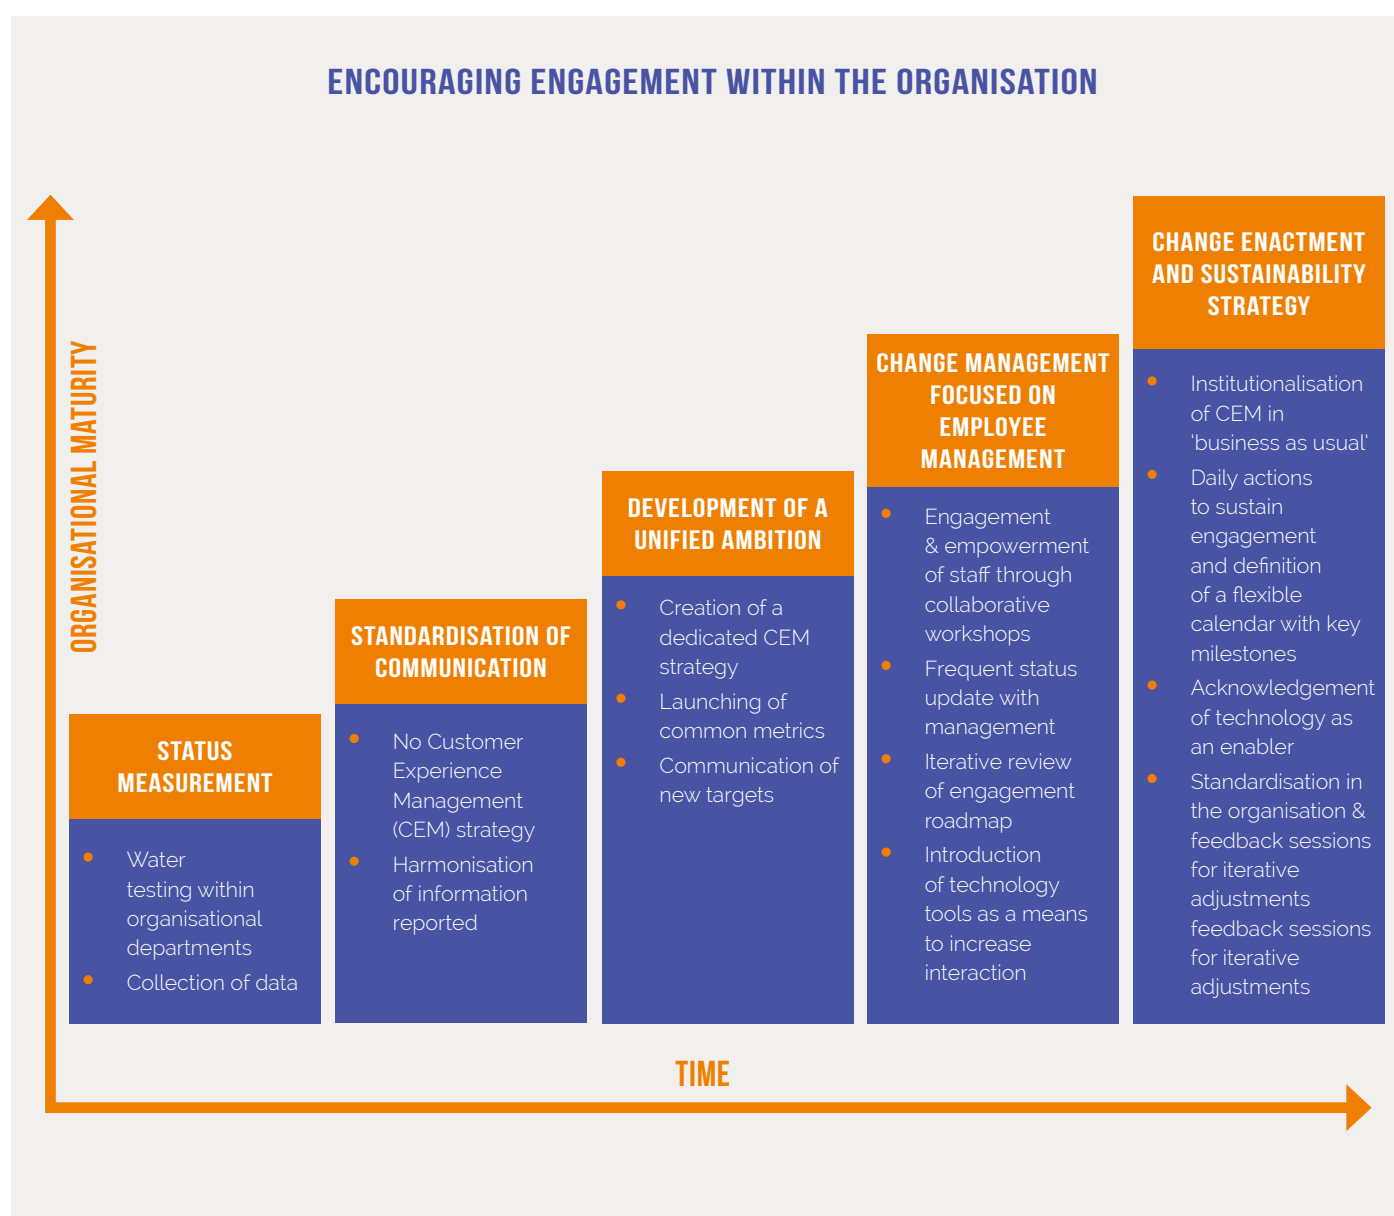 ENCOURAGING ENGAGEMENT WITHIN THE ORGANISATION
ORGANISATIONAL MATURITY
STATUS
MEASUREMENT
• Water
testing within
organisational
departments
• Collection of data
STANDARDISATION OF
COMMUNICATION
• No Customer
Experience
Management
(CEM) strategy
• Harmonisation
of information
reported
DEVELOPMENT OF A
UNIFIED AMBITION
• Creation of a
dedicated CEM
strategy
• Launching of
common metrics
• Communication of
new targets
CHANGE MANAGEMENT
FOCUSED ON
EMPLOYEE
MANAGEMENT
• Engagement
& empowerment
of staff through
collaborative
workshops
• Frequent status
update with
management
• Iterative review
of engagement
roadmap
• Introduction
of technology
tools as a means
to increase
interaction
CHANGE ENACTMENT
AND SUSTAINABILITY
STRATEGY
• Institutionalisation
of CEM in
‘business as usual’
• Daily actions
to sustain
engagement
and definition
of a flexible
calendar with key
milestones
• Acknowledgement
of technology as
an enabler
• Standardisation in
the organisation &
feedback sessions
for iterative
adjustments
feedback sessions
for iterative
adjustments
TIME